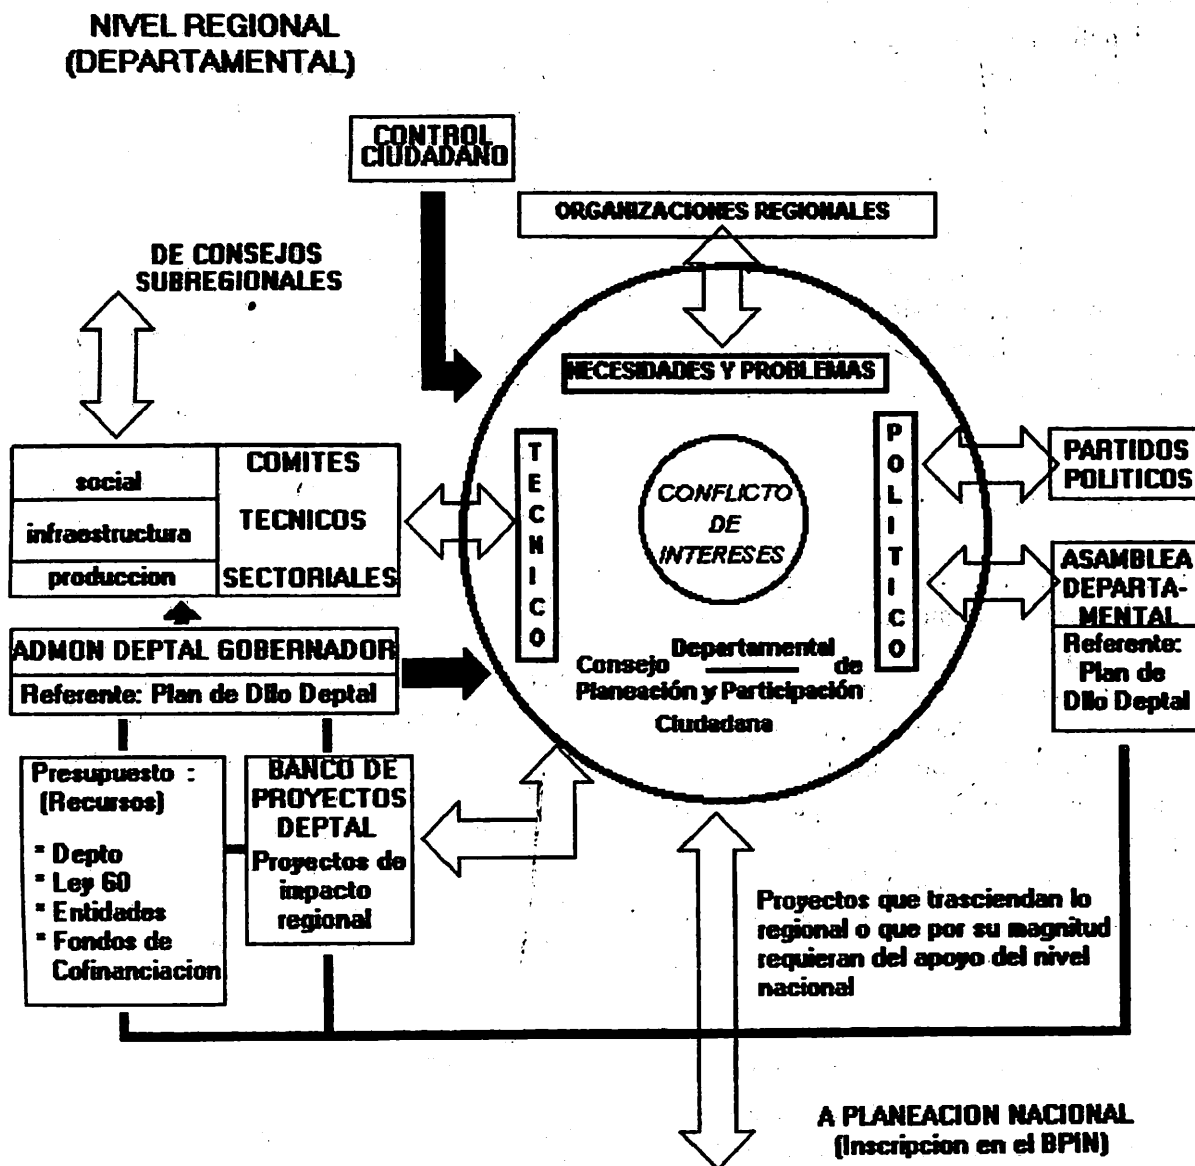 NIVEL REGIONAL
(DEPARTAMENTAL)
CONTROL
CIUDADANO
ORGANIZACIONES REGIONALES
DE CONSEJOS
SUBREGIONALES
NECESIDADES Y PROBLEMAS
TECNICO
POLITICO
CONFLICTO
DE
INTERESES
PARTIDOS
POLITICOS
social
infraestructura
produccion
COMITES
TECNICOS
SECTORIALES
ASAMBLEA
DEPARTA-
MENTAL
Referente:
Plan de
Dllo Deptal
ADMON DEPTAL GOBERNADOR
Referente: Plan de Dllo Deptal
Departamental
Consejo de
Planeación y Participación
Ciudadana
Presupuesto :
(Recursos)
* Depto
* Ley 60
* Entidades
* Fondos de
Cofinanciacion
BANCO DE
PROYECTOS
DEPTAL
Proyectos de
impacto
regional
Proyectos que trasciendan lo
regional o que por su magnitud
requieran del apoyo del nivel
nacional
A PLANEACION NACIONAL
(Inscripcion en el BPIN)